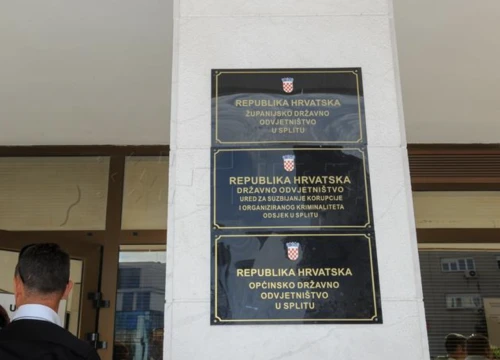 REPUBLIKA HRVATSKA
ŽUPANIJSKO DRŽAVNO
ODVJETNIŠTVO
U SPLITU
REPUBLIKA HRVATSKA
DRŽAVNO ODVJETNIŠTVO
URED ZA SUZBIJANJE KORUPCIJE
I ORGANIZIRANOG KRIMINALITETA
ODSJEK U SPLITU
REPUBLIKA HRVATSKA
OPĆINSKO DRŽAVNO
ODVJETNIŠTVO
U SPLITU